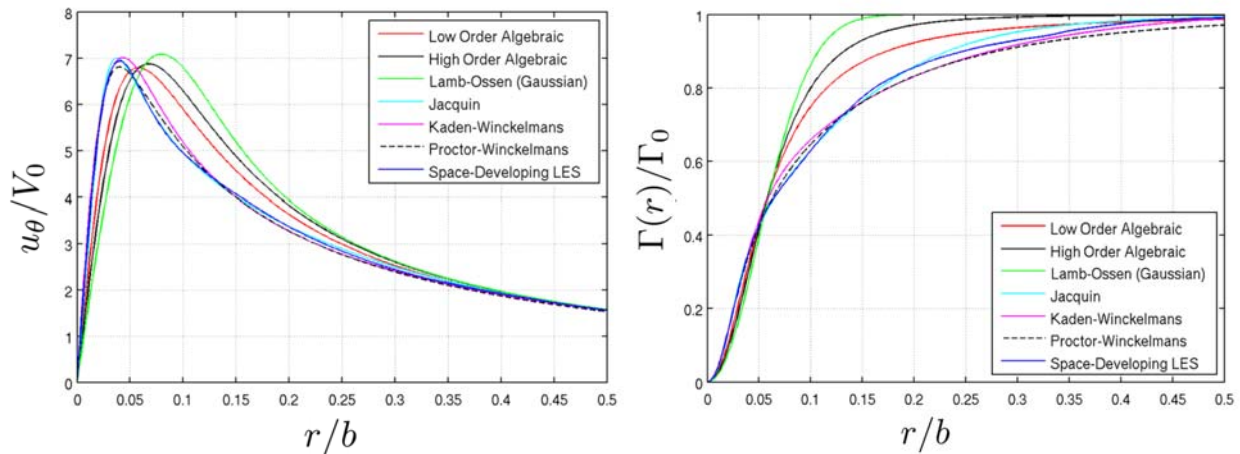 8
7
6
5
4
3
2
1
0
u_θ/V_0
0 0.05 0.1 0.15 0.2 0.25 0.3 0.35 0.4 0.45 0.5
r/b
Low Order Algebraic
High Order Algebraic
Lamb-Ossen (Gaussian)
Jacquin
Kaden-Winckelmans
Proctor-Winckelmans
Space-Developing LES
1
0.8
0.6
0.4
0.2
0
Γ(r)/Γ_0
0 0.05 0.1 0.15 0.2 0.25 0.3 0.35 0.4 0.45 0.5
r/b
Low Order Algebraic
High Order Algebraic
Lamb-Ossen (Gaussian)
Jacquin
Kaden-Winckelmans
Proctor-Winckelmans
Space-Developing LES